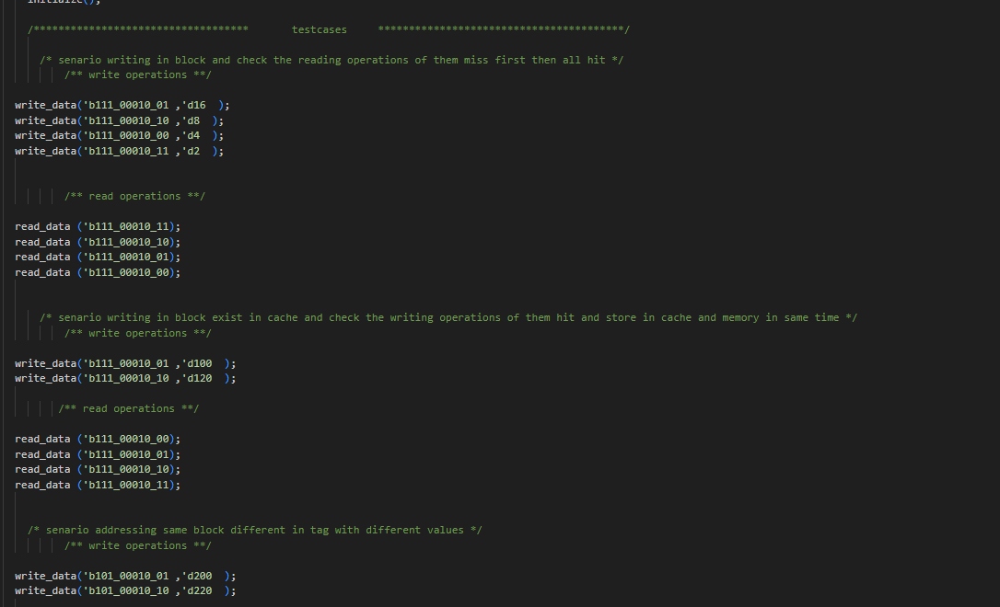 initialize();
/*********************************** testcases ****************************************/
/* senario writing in block and check the reading operations of them miss first then all hit */
/** write operations **/
write_data('b111_00010_01 ,'d16 );
write_data('b111_00010_10 ,'d8 );
write_data('b111_00010_00 ,'d4 );
write_data('b111_00010_11 ,'d2 );
/** read operations **/
read_data ('b111_00010_11);
read_data ('b111_00010_10);
read_data ('b111_00010_01);
read_data ('b111_00010_00);
/* senario writing in block exist in cache and check the writing operations of them hit and store in cache and memory in same time */
/** write operations **/
write_data('b111_00010_01 ,'d100 );
write_data('b111_00010_10 ,'d120 );
/** read operations **/
read_data ('b111_00010_00);
read_data ('b111_00010_01);
read_data ('b111_00010_10);
read_data ('b111_00010_11);
/* senario addressing same block different in tag with different values */
/** write operations **/
write_data('b101_00010_01 ,'d200 );
write_data('b101_00010_10 ,'d220 );